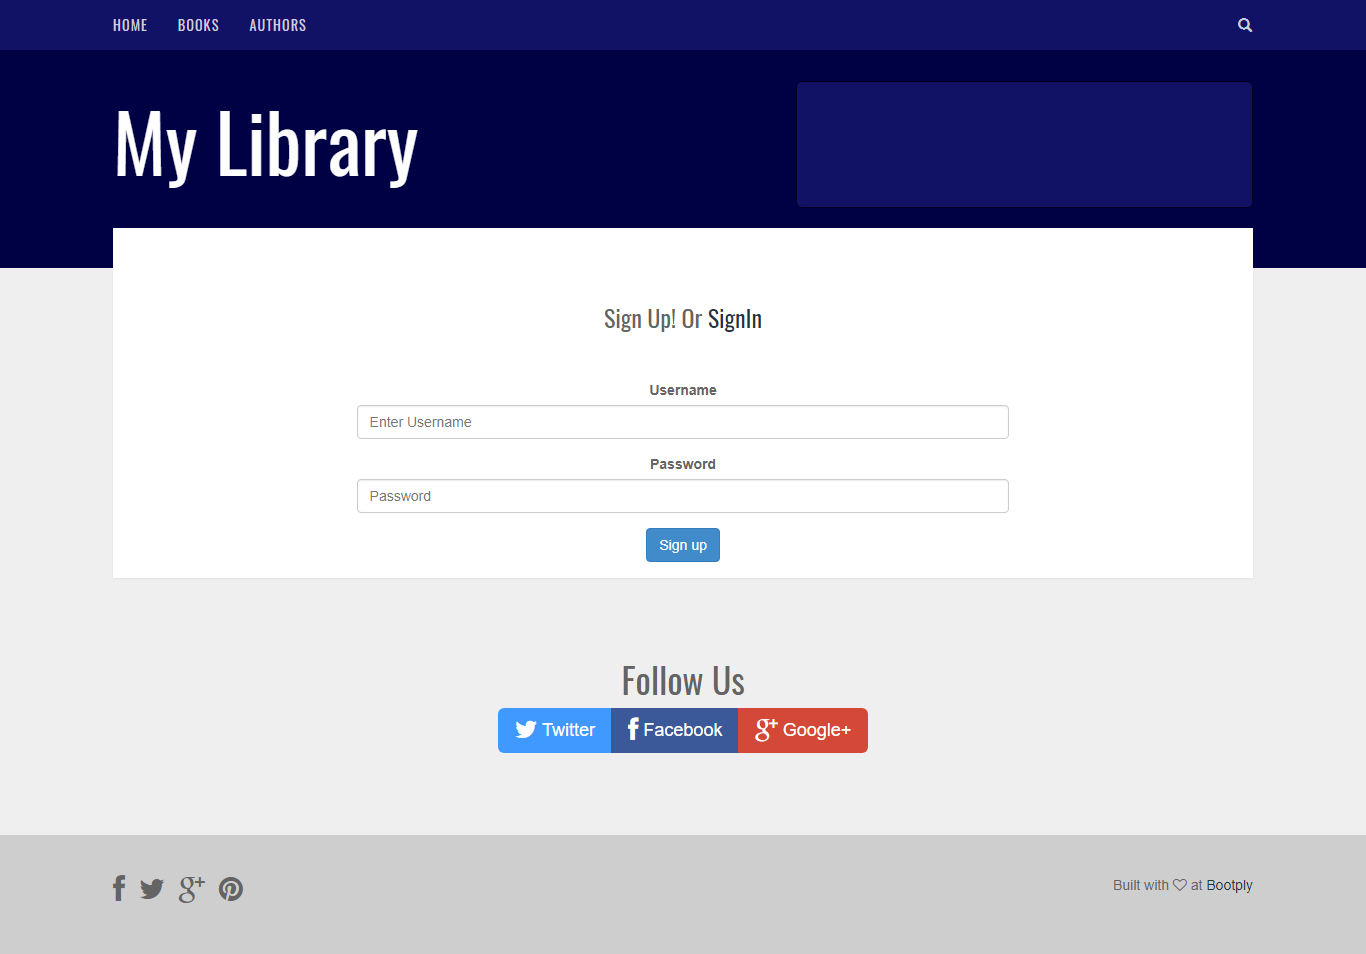 HOME BOOKS AUTHORS
My Library
Sign Up! Or SignIn
Username
Enter Username
Password
Password
Sign up
Follow Us
Twitter Facebook Google+
Built with at Bootply